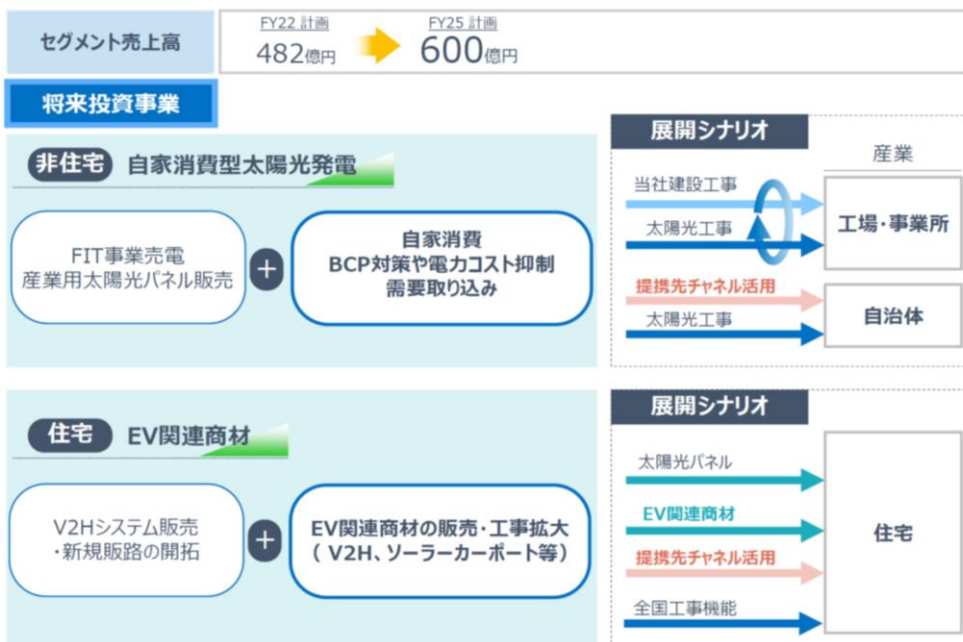 セグメント売上高
FY22 計画
482億円
FY25 計画
600億円
将来投資事業
非住宅 自家消費型太陽光発電
FIT事業売電
産業用太陽光パネル販売
+
自家消費
BCP対策や電力コスト抑制
需要取り込み
展開シナリオ
産業
当社建設工事
太陽光工事
工場・事業所
提携先チャネル活用
太陽光工事
自治体
住宅 EV関連商材
V2Hシステム販売
・新規販路の開拓
+
EV関連商材の販売・工事拡大
( V2H、ソーラーカーポート等)
展開シナリオ
太陽光パネル
EV関連商材
提携先チャネル活用
全国工事機能
住宅